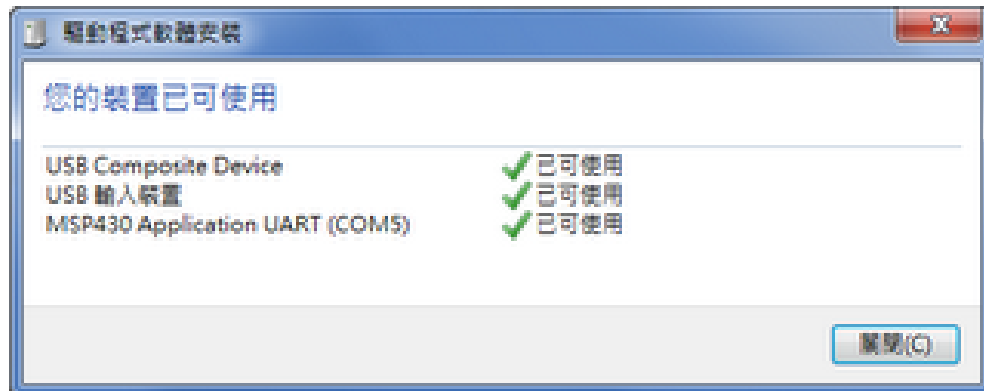 驅動程式軟體安裝
您的裝置已可使用
USB Composite Device 已可使用
USB 輸入裝置 已可使用
MSP430 Application UART (COM5) 已可使用
關閉(C)